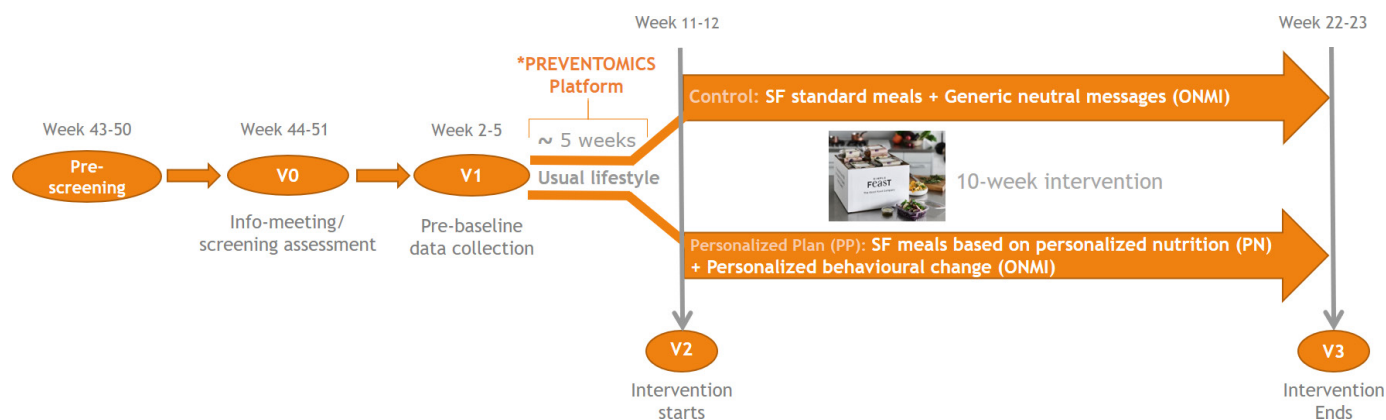 Week 11-12
Week 22-23
*PREVENTOMICS
Platform
Control: SF standard meals + Generic neutral messages (ONMI)
Week 43-50
Week 44-51
Week 2-5
~ 5 weeks
Pre-
screening
V0
V1
Usual lifestyle
FEAST
10-week intervention
Info-meeting/
screening assessment
Pre-baseline
data collection
Personalized Plan (PP): SF meals based on personalized nutrition (PN)
+ Personalized behavioural change (ONMI)
V2
V3
Intervention
starts
Intervention
Ends